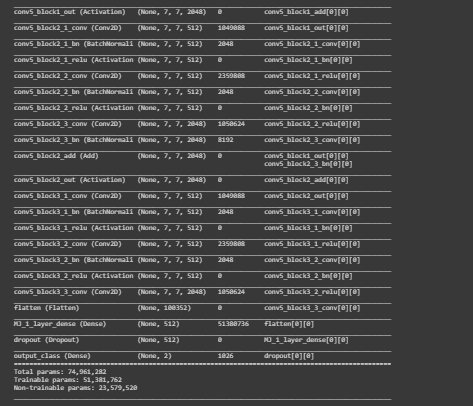 conv5_block1_out (Activation) (None, 7, 7, 2048) 0 conv5_block1_add[0][0]
conv5_block2_1_conv (Conv2D) (None, 7, 7, 512) 1049088 conv5_block1_out[0][0]
conv5_block2_1_bn (BatchNormali (None, 7, 7, 512) 2048 conv5_block2_1_conv[0][0]
conv5_block2_1_relu (Activation (None, 7, 7, 512) 0 conv5_block2_1_bn[0][0]
conv5_block2_2_conv (Conv2D) (None, 7, 7, 512) 2359808 conv5_block2_1_relu[0][0]
conv5_block2_2_bn (BatchNormali (None, 7, 7, 512) 2048 conv5_block2_2_conv[0][0]
conv5_block2_2_relu (Activation (None, 7, 7, 512) 0 conv5_block2_2_bn[0][0]
conv5_block2_3_conv (Conv2D) (None, 7, 7, 2048) 1050624 conv5_block2_2_relu[0][0]
conv5_block2_3_bn (BatchNormali (None, 7, 7, 2048) 8192 conv5_block2_3_conv[0][0]
conv5_block2_add (Add) (None, 7, 7, 2048) 0 conv5_block1_out[0][0]
conv5_block2_3_bn[0][0]
conv5_block2_out (Activation) (None, 7, 7, 2048) 0 conv5_block2_add[0][0]
conv5_block3_1_conv (Conv2D) (None, 7, 7, 512) 1049088 conv5_block2_out[0][0]
conv5_block3_1_bn (BatchNormali (None, 7, 7, 512) 2048 conv5_block3_1_conv[0][0]
conv5_block3_1_relu (Activation (None, 7, 7, 512) 0 conv5_block3_1_bn[0][0]
conv5_block3_2_conv (Conv2D) (None, 7, 7, 512) 2359808 conv5_block3_1_relu[0][0]
conv5_block3_2_bn (BatchNormali (None, 7, 7, 512) 2048 conv5_block3_2_conv[0][0]
conv5_block3_2_relu (Activation (None, 7, 7, 512) 0 conv5_block3_2_bn[0][0]
conv5_block3_3_conv (Conv2D) (None, 7, 7, 2048) 1050624 conv5_block3_2_relu[0][0]
flatten (Flatten) (None, 100352) 0 conv5_block3_3_conv[0][0]
MJ_1_layer_dense (Dense) (None, 512) 51380736 flatten[0][0]
dropout (Dropout) (None, 512) 0 MJ_1_layer_dense[0][0]
output_class (Dense) (None, 2) 1026 dropout[0][0]
Total params: 74,961,282
Trainable params: 51,381,762
Non-trainable params: 23,579,520